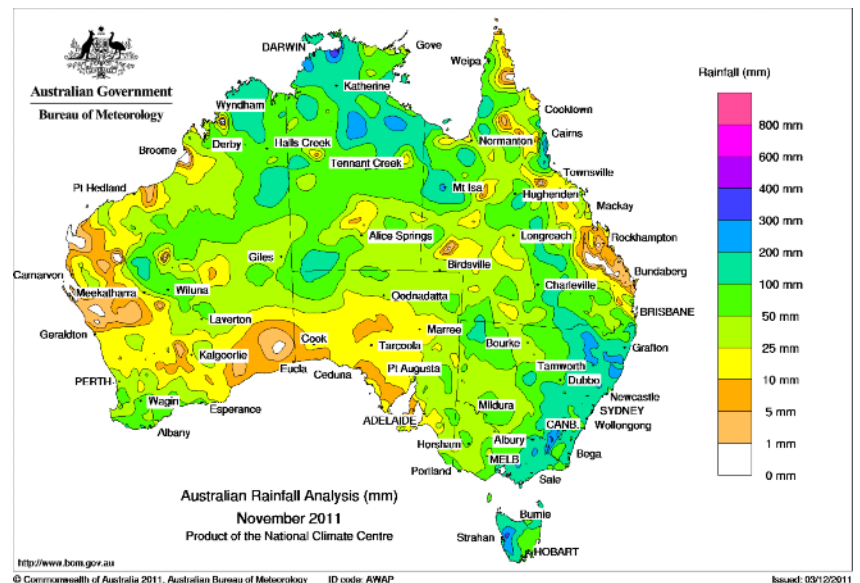 Australian Government
Bureau of Meteorology
DARWIN
Gove
Weipa
Katherine
Wyndham
Cooktown
Cairns
Derby
Halls Creek
Normanton
Broome
Tennant Creek
Townsville
Pt Hedland
Mt Isa
Hughenden
Mackay
Alice Springs
Longreach
Rockhampton
Giles
Birdsville
Carnarvon
Bundaberg
Meekatharra
Wiluna
Charleville
Oodnadatta
BRISBANE
Laverton
Geraldton
Marree
Cook
Bourke
Grafton
Tarcoola
Kalgoorlie
Eucla
Pt Augusta
Tamworth
Ceduna
Dubbo
PERTH
Newcastle
Wagin
Esperance
Mildura
SYDNEY
ADELAIDE
CANB.
Wollongong
Albany
Horsham
Albury
Bega
MELB
Portland
Sale
Burnie
Strahan
HOBART
Rainfall (mm)
800 mm
600 mm
400 mm
300 mm
200 mm
100 mm
50 mm
25 mm
10 mm
5 mm
1 mm
0 mm
Australian Rainfall Analysis (mm)
November 2011
Product of the National Climate Centre
http://www.bom.gov.au
© Commonwealth of Australia 2011, Australian Bureau of Meteorology ID code: AWAP Issued: 03/12/2011